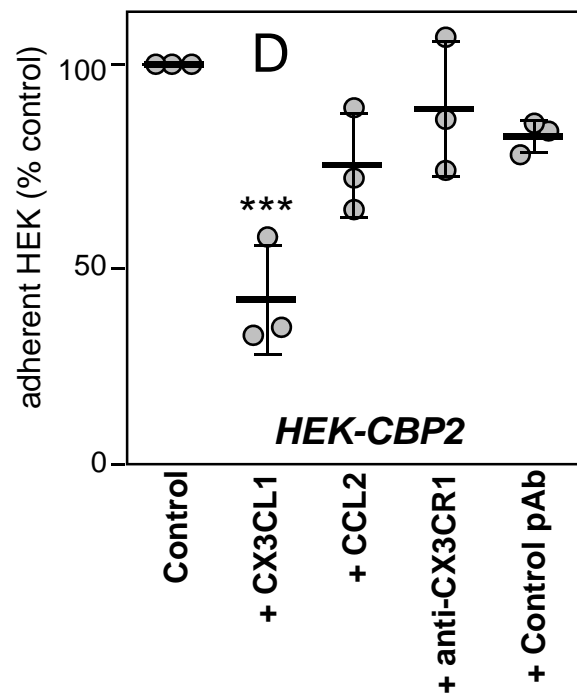 D
adherent HEK (% control)
100
50
0
***
HEK-CBP2
Control
+ CX3CL1
+ CCL2
+ anti-CX3CR1
+ Control pAb